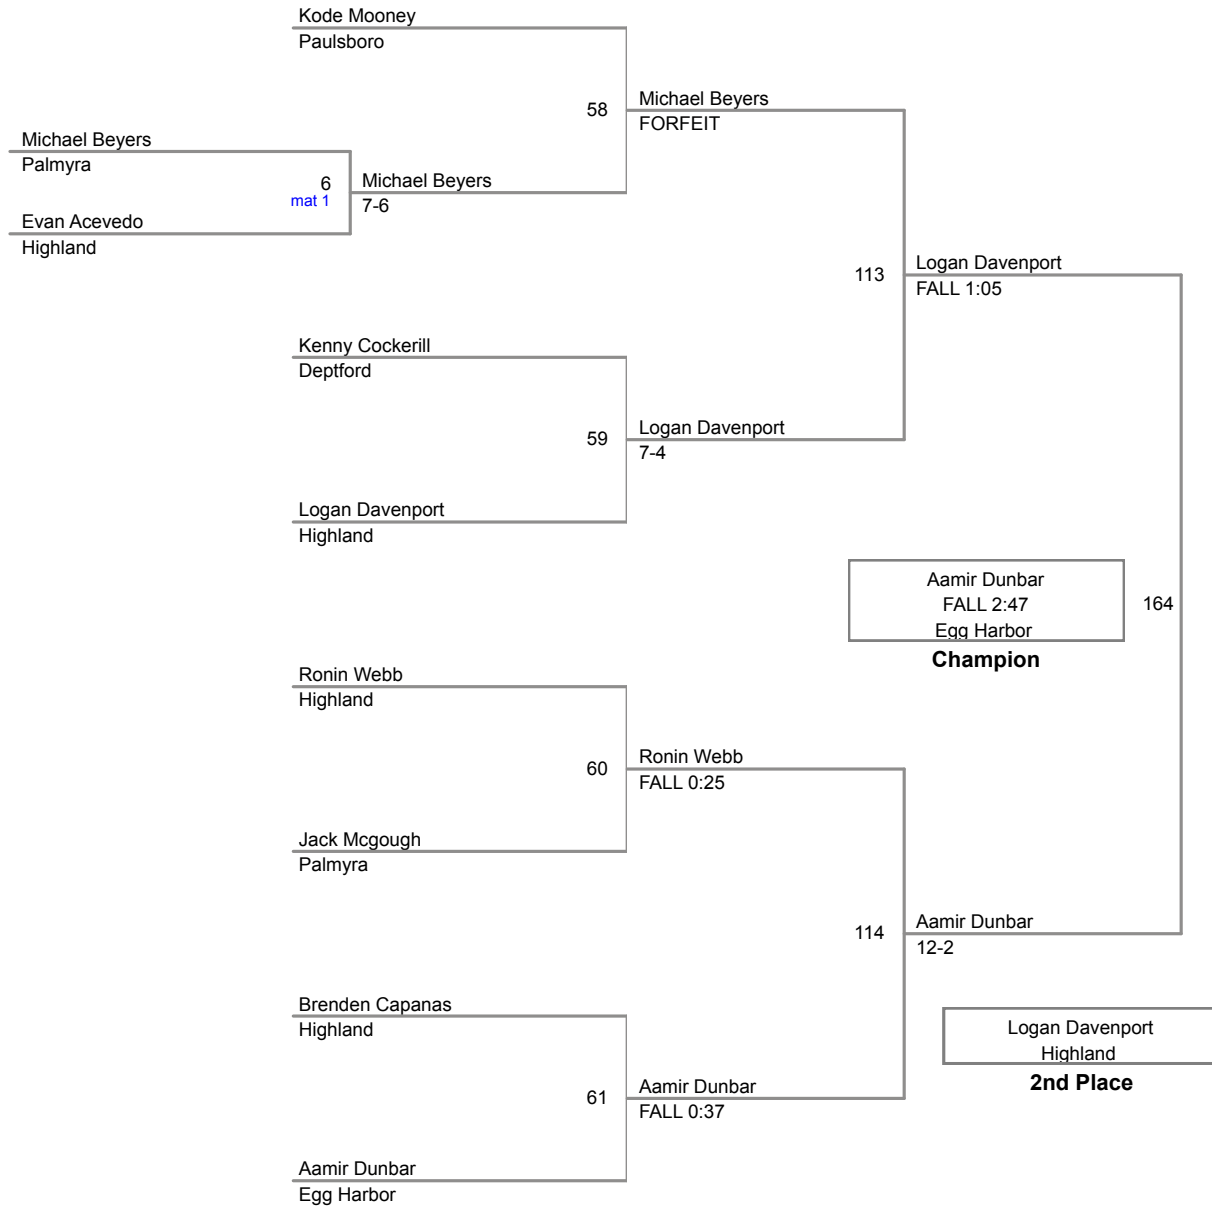 Kode Mooney
Paulsboro
58
Michael Beyers
FORFEIT
Michael Beyers
Palmyra
6
mat 1
Michael Beyers
7-6
Evan Acevedo
Highland
113
Logan Davenport
FALL 1:05
Kenny Cockerill
Deptford
59
Logan Davenport
7-4
Logan Davenport
Highland
Aamir Dunbar
FALL 2:47
Egg Harbor
Champion
164
Ronin Webb
Highland
60
Ronin Webb
FALL 0:25
Jack Mcgough
Palmyra
114
Aamir Dunbar
12-2
Brenden Capanas
Highland
Logan Davenport
Highland
2nd Place
61
Aamir Dunbar
FALL 0:37
Aamir Dunbar
Egg Harbor